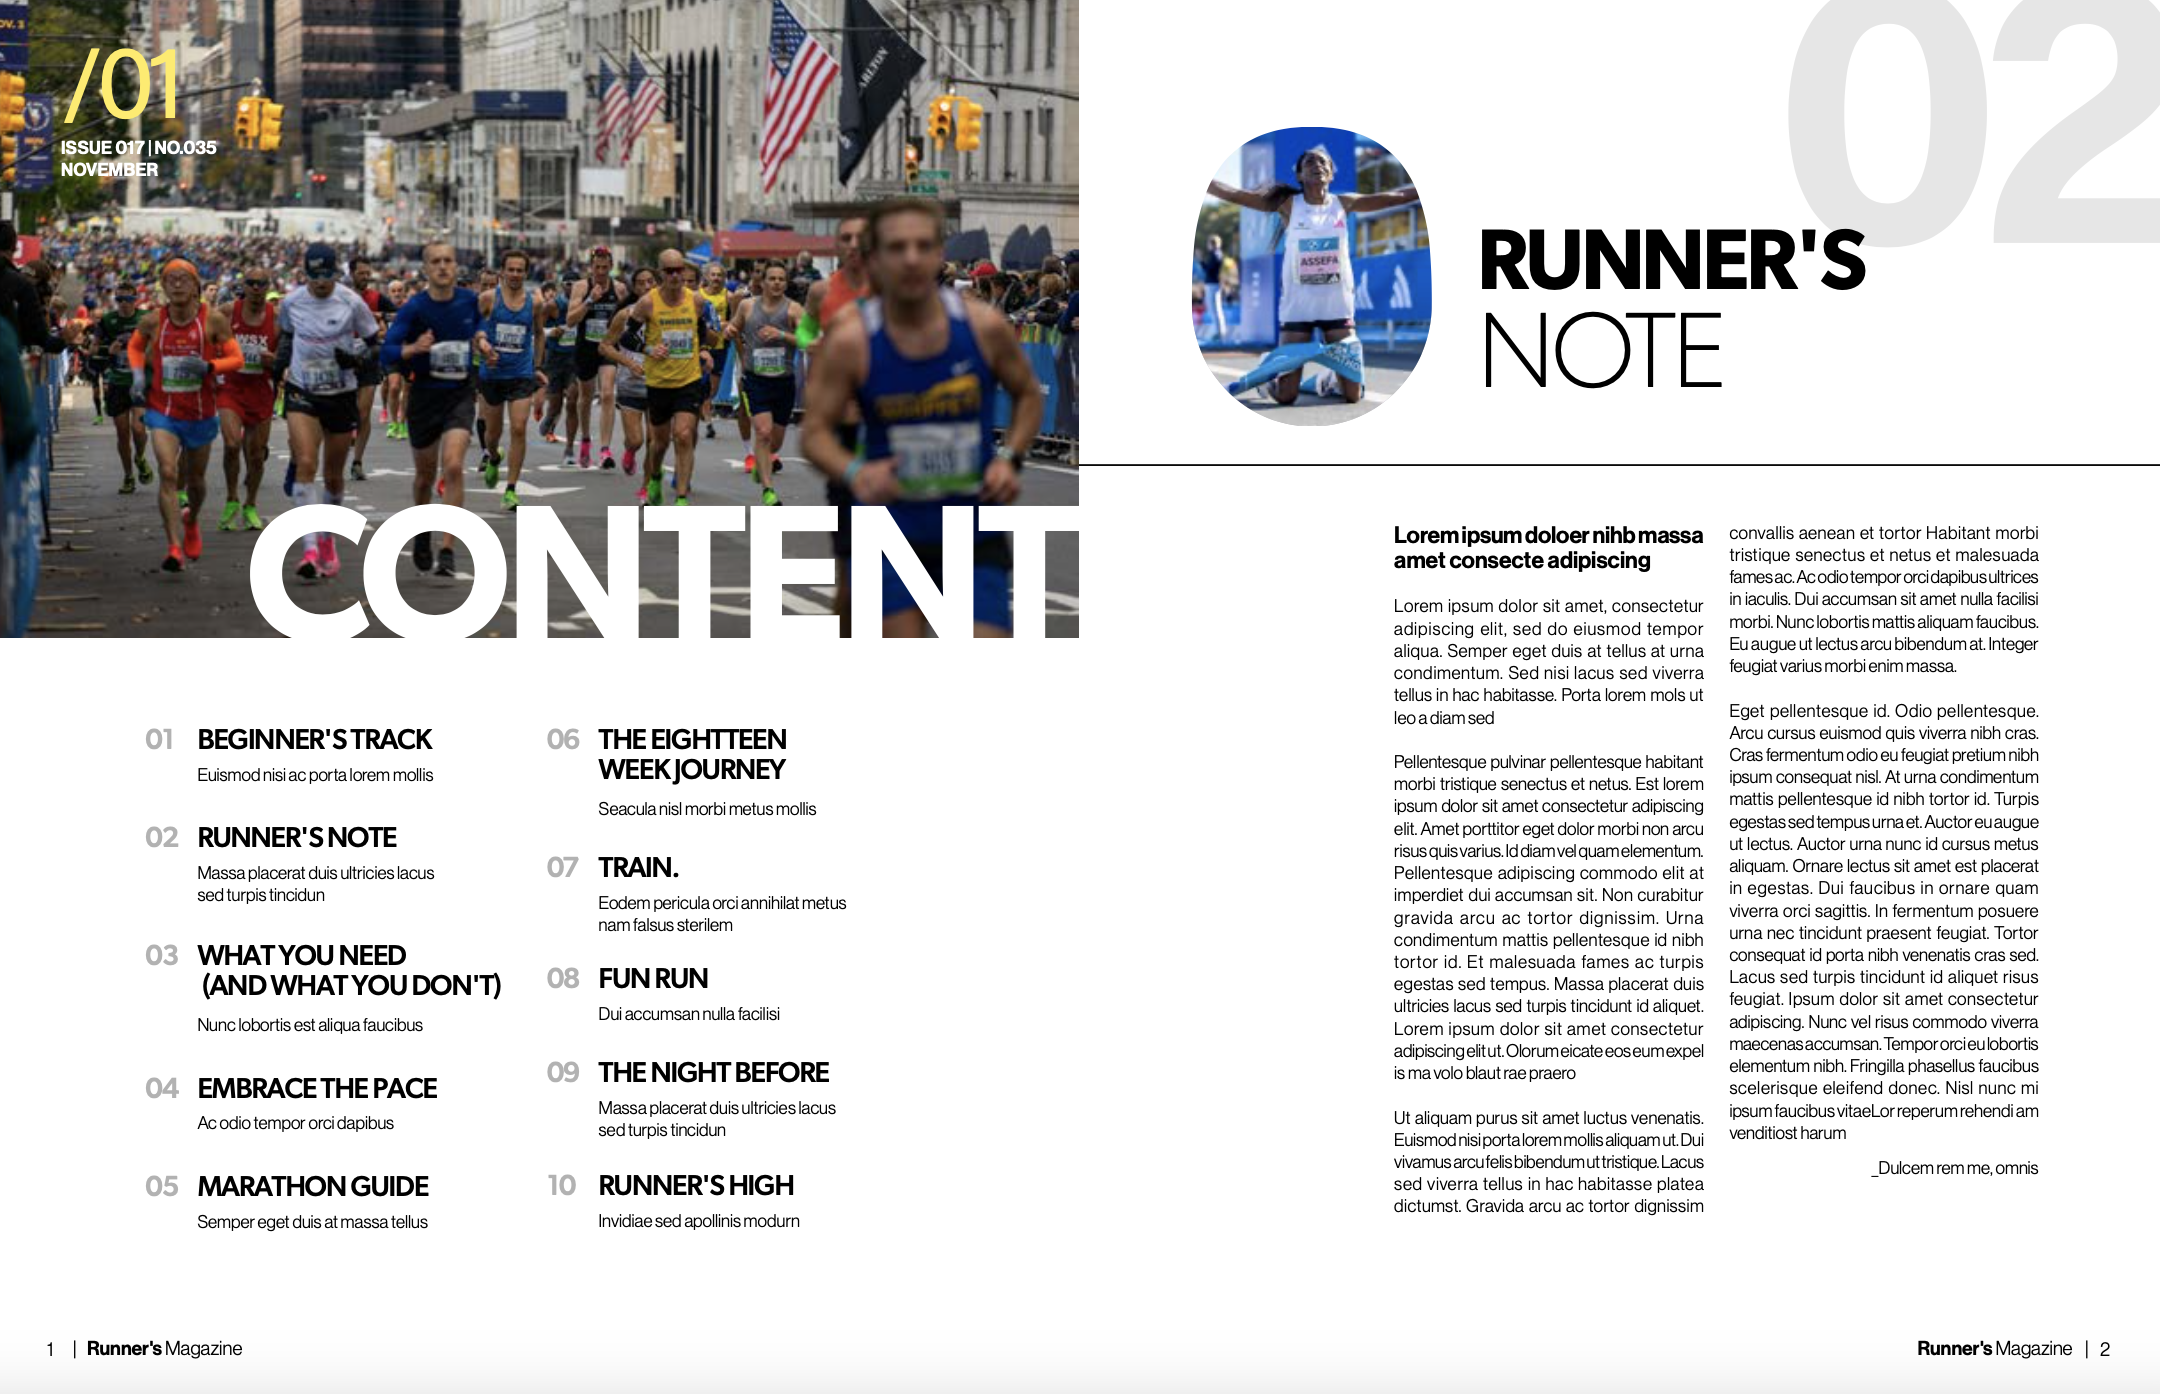 /01
ISSUE 017 | NO.035
NOVEMBER
CARLTON
CONTENT
01 BEGINNER'S TRACK
Euismod nisi ac porta lorem mollis
02 RUNNER'S NOTE
Massa placerat duis ultricies lacus
sed turpis tincidun
03 WHAT YOU NEED
(AND WHAT YOU DON'T)
Nunc lobortis est aliqua faucibus
04 EMBRACE THE PACE
Ac odio tempor orci dapibus
05 MARATHON GUIDE
Semper eget duis at massa tellus
06 THE EIGHTTEEN
WEEK JOURNEY
Seacula nisl morbi metus mollis
07 TRAIN.
Eodem pericula orci annihilat metus
nam falsus sterilem
08 FUN RUN
Dui accumsan nulla facilisi
09 THE NIGHT BEFORE
Massa placerat duis ultricies lacus
sed turpis tincidun
10 RUNNER'S HIGH
Invidiae sed apollinis modurn
1 | Runner's Magazine
02
ASSEFA
RUNNER'S
NOTE
Lorem ipsum doloer nihb massa
amet consecte adipiscing
Lorem ipsum dolor sit amet, consectetur
adipiscing elit, sed do eiusmod tempor
aliqua. Semper eget duis at tellus at urna
condimentum. Sed nisi lacus sed viverra
tellus in hac habitasse. Porta lorem mols ut
leo a diam sed
Pellentesque pulvinar pellentesque habitant
morbi tristique senectus et netus. Est lorem
ipsum dolor sit amet consectetur adipiscing
elit. Amet porttitor eget dolor morbi non arcu
risus quis varius. Id diam vel quam elementum.
Pellentesque adipiscing commodo elit at
imperdiet dui accumsan sit. Non curabitur
gravida arcu ac tortor dignissim. Urna
condimentum mattis pellentesque id nibh
tortor id. Et malesuada fames ac turpis
egestas sed tempus. Massa placerat duis
ultricies lacus sed turpis tincidunt id aliquet.
Lorem ipsum dolor sit amet consectetur
adipiscing elit ut. Olorum eicate eos eum expel
is ma volo blaut rae praero
Ut aliquam purus sit amet luctus venenatis.
Euismod nisi porta lorem mollis aliquam ut. Dui
vivamus arcu felis bibendum ut tristique. Lacus
sed viverra tellus in hac habitasse platea
dictumst. Gravida arcu ac tortor dignissim
convallis aenean et tortor Habitant morbi
tristique senectus et netus et malesuada
fames ac. Ac odio tempor orci dapibus ultrices
in iaculis. Dui accumsan sit amet nulla facilisi
morbi. Nunc lobortis mattis aliquam faucibus.
Eu augue ut lectus arcu bibendum at. Integer
feugiat varius morbi enim massa.
Eget pellentesque id. Odio pellentesque.
Arcu cursus euismod quis viverra nibh cras.
Cras fermentum odio eu feugiat pretium nibh
ipsum consequat nisl. At urna condimentum
mattis pellentesque id nibh tortor id. Turpis
egestas sed tempus urna et. Auctor eu augue
ut lectus. Auctor urna nunc id cursus metus
aliquam. Ornare lectus sit amet est placerat
in egestas. Dui faucibus in ornare quam
viverra orci sagittis. In fermentum posuere
urna nec tincidunt praesent feugiat. Tortor
consequat id porta nibh venenatis cras sed.
Lacus sed turpis tincidunt id aliquet risus
feugiat. Ipsum dolor sit amet consectetur
adipiscing. Nunc vel risus commodo viverra
maecenas accumsan. Tempor orci eu lobortis
elementum nibh. Fringilla phasellus faucibus
scelerisque eleifend donec. Nisl nunc mi
ipsum faucibus vitaeLor reperum rehendi am
venditiost harum
_Dulcem rem me, omnis
Runner's Magazine | 2